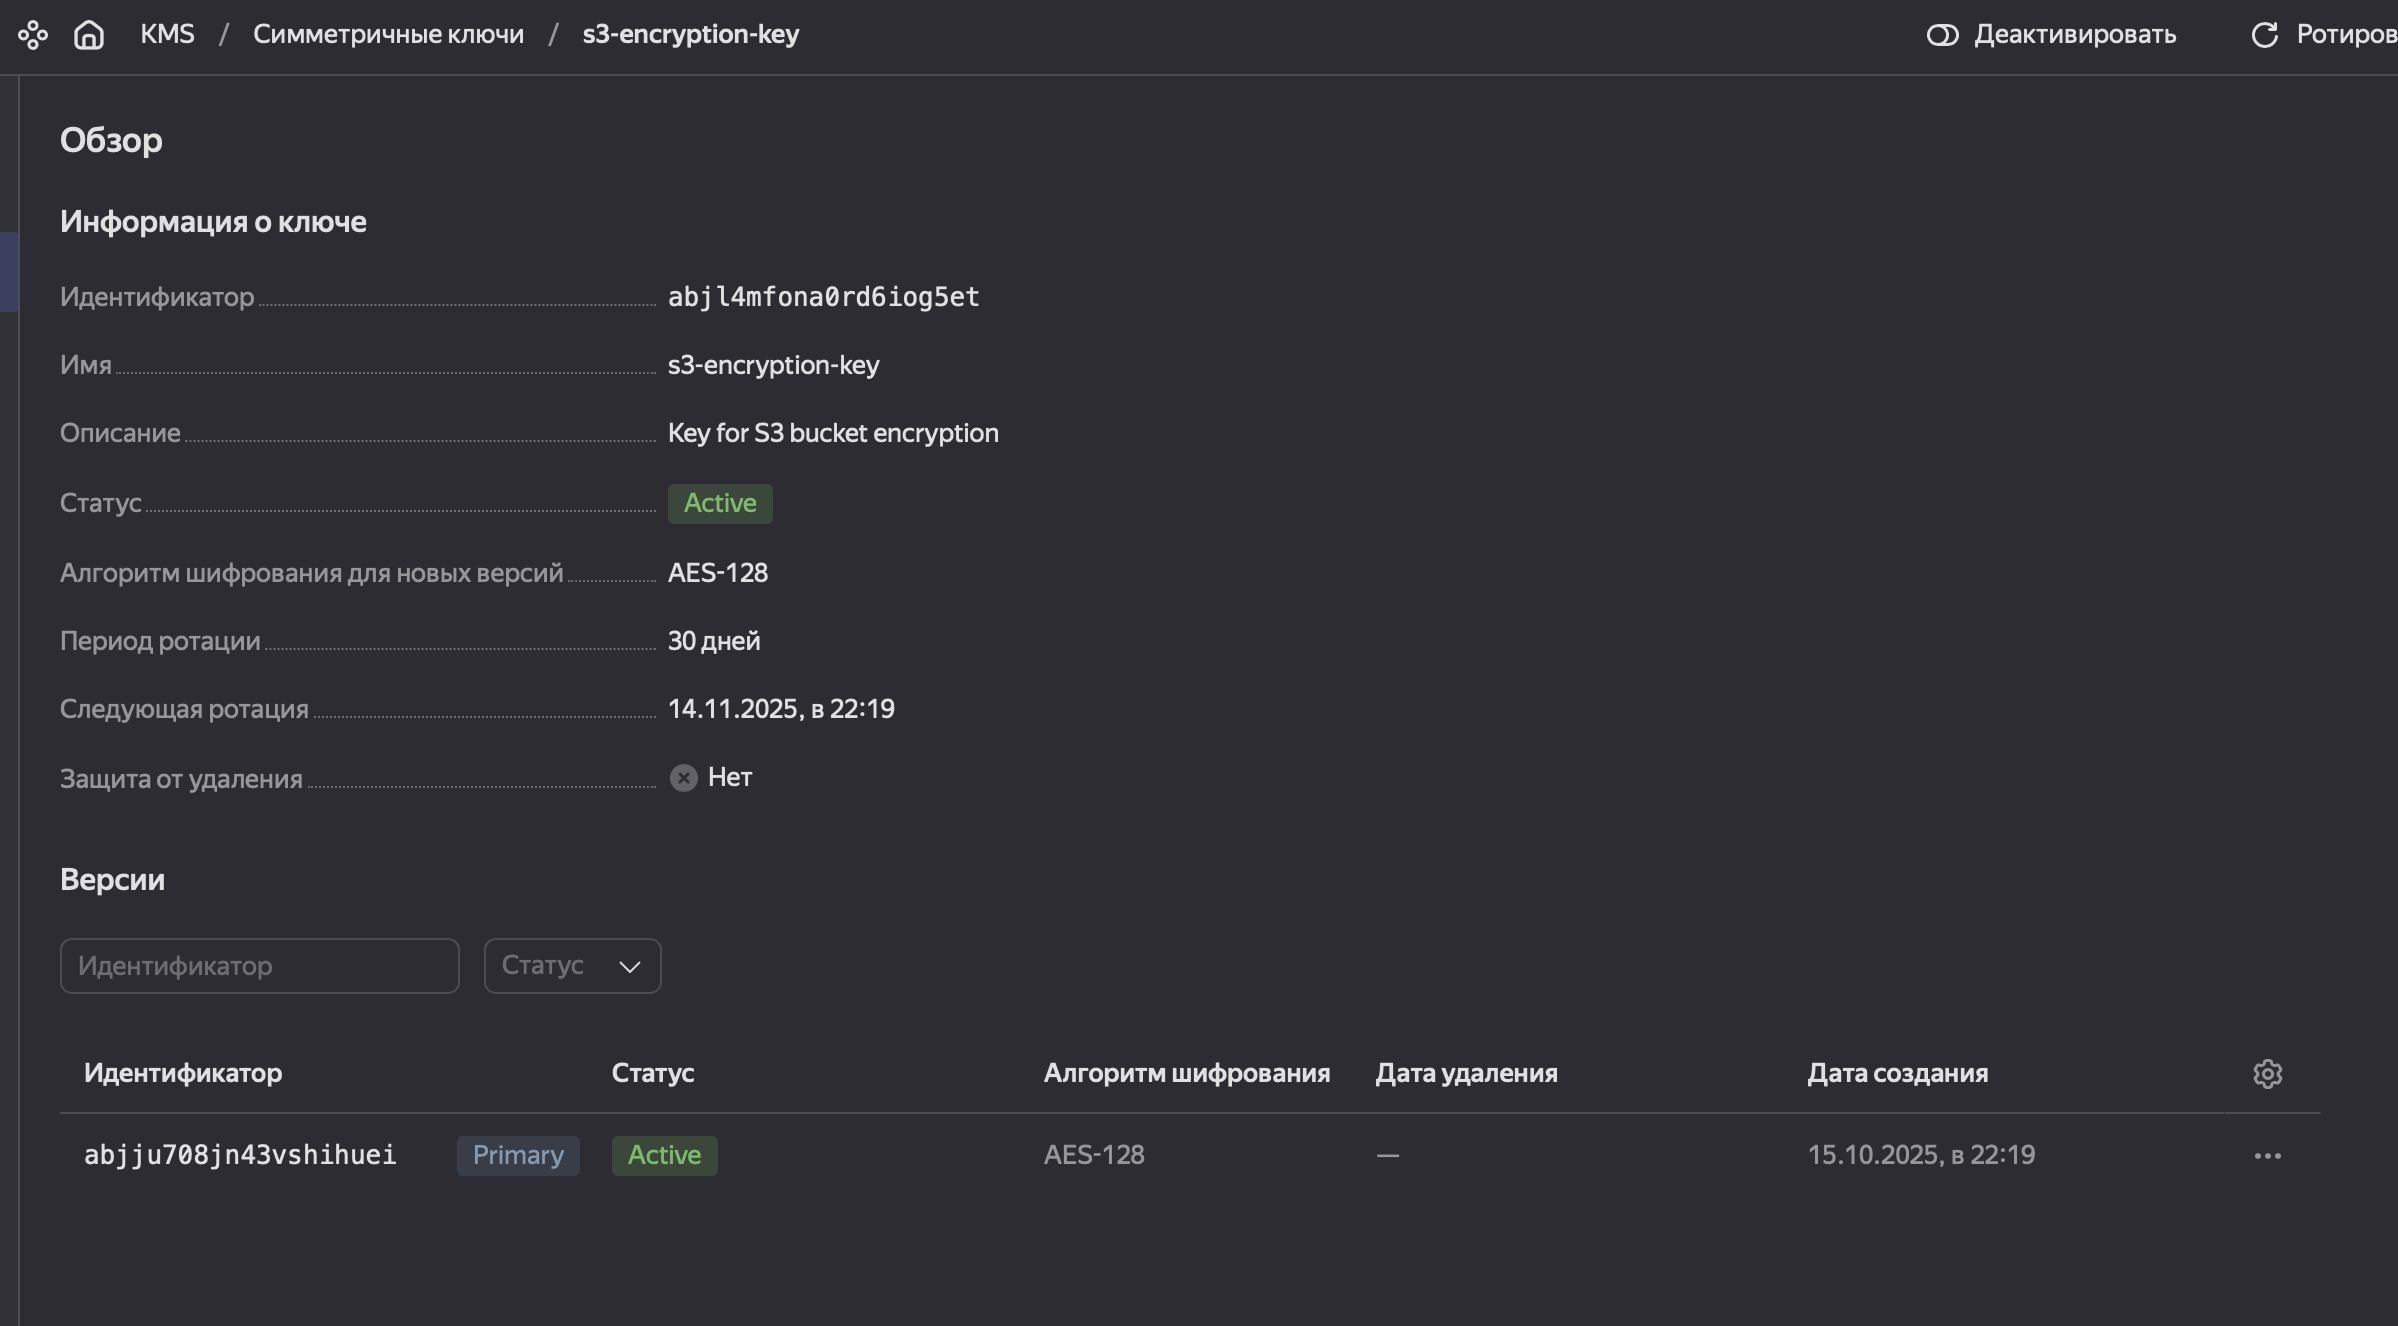 KMS / Симметричные ключи / s3-encryption-key Деактивировать Ротиров
Обзор
Информация о ключе
Идентификатор abjl4mfona0rd6iog5et
Имя s3-encryption-key
Описание Key for S3 bucket encryption
Статус Active
Алгоритм шифрования для новых версий AES-128
Период ротации 30 дней
Следующая ротация 14.11.2025, в 22:19
Защита от удаления Нет
Версии
Идентификатор Статус
Идентификатор Статус Алгоритм шифрования Дата удаления Дата создания
abjju708jn43vshihuei Primary Active AES-128 — 15.10.2025, в 22:19